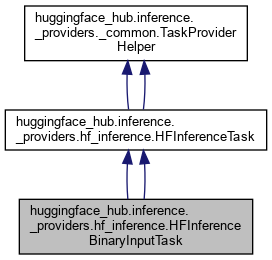 huggingface_hub.inference.
_providers._common.TaskProvider
Helper
huggingface_hub.inference.
_providers.hf_inference.HFInferenceTask
huggingface_hub.inference.
_providers.hf_inference.HFInference
BinaryInputTask